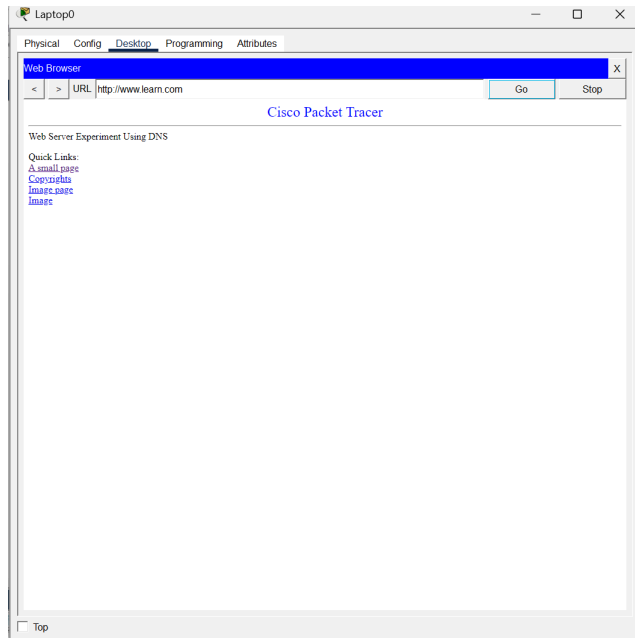 Laptop0
Physical Config Desktop Programming Attributes
Web Browser X
< > URL http://www.learn.com Go Stop
Cisco Packet Tracer
Web Server Experiment Using DNS
Quick Links:
A small page
Copyrights
Image page
Image
Top